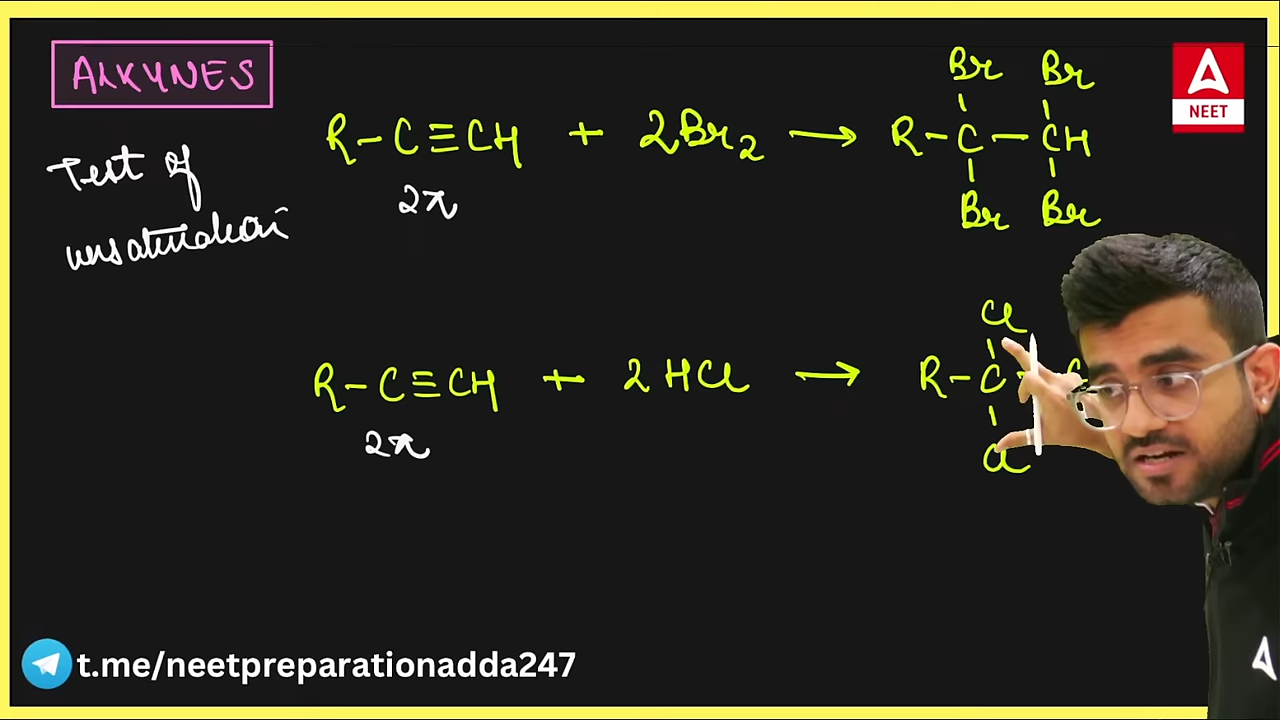 ALKYNES
Test of
unsaturation
R-C≡CH + 2Br₂ ⟶ R-C-CH
Br Br
Br Br
2π
R-C≡CH + 2HCl ⟶ R-C-C
Cl
Cl
2π
NEET
t.me/neetpreparationadda247